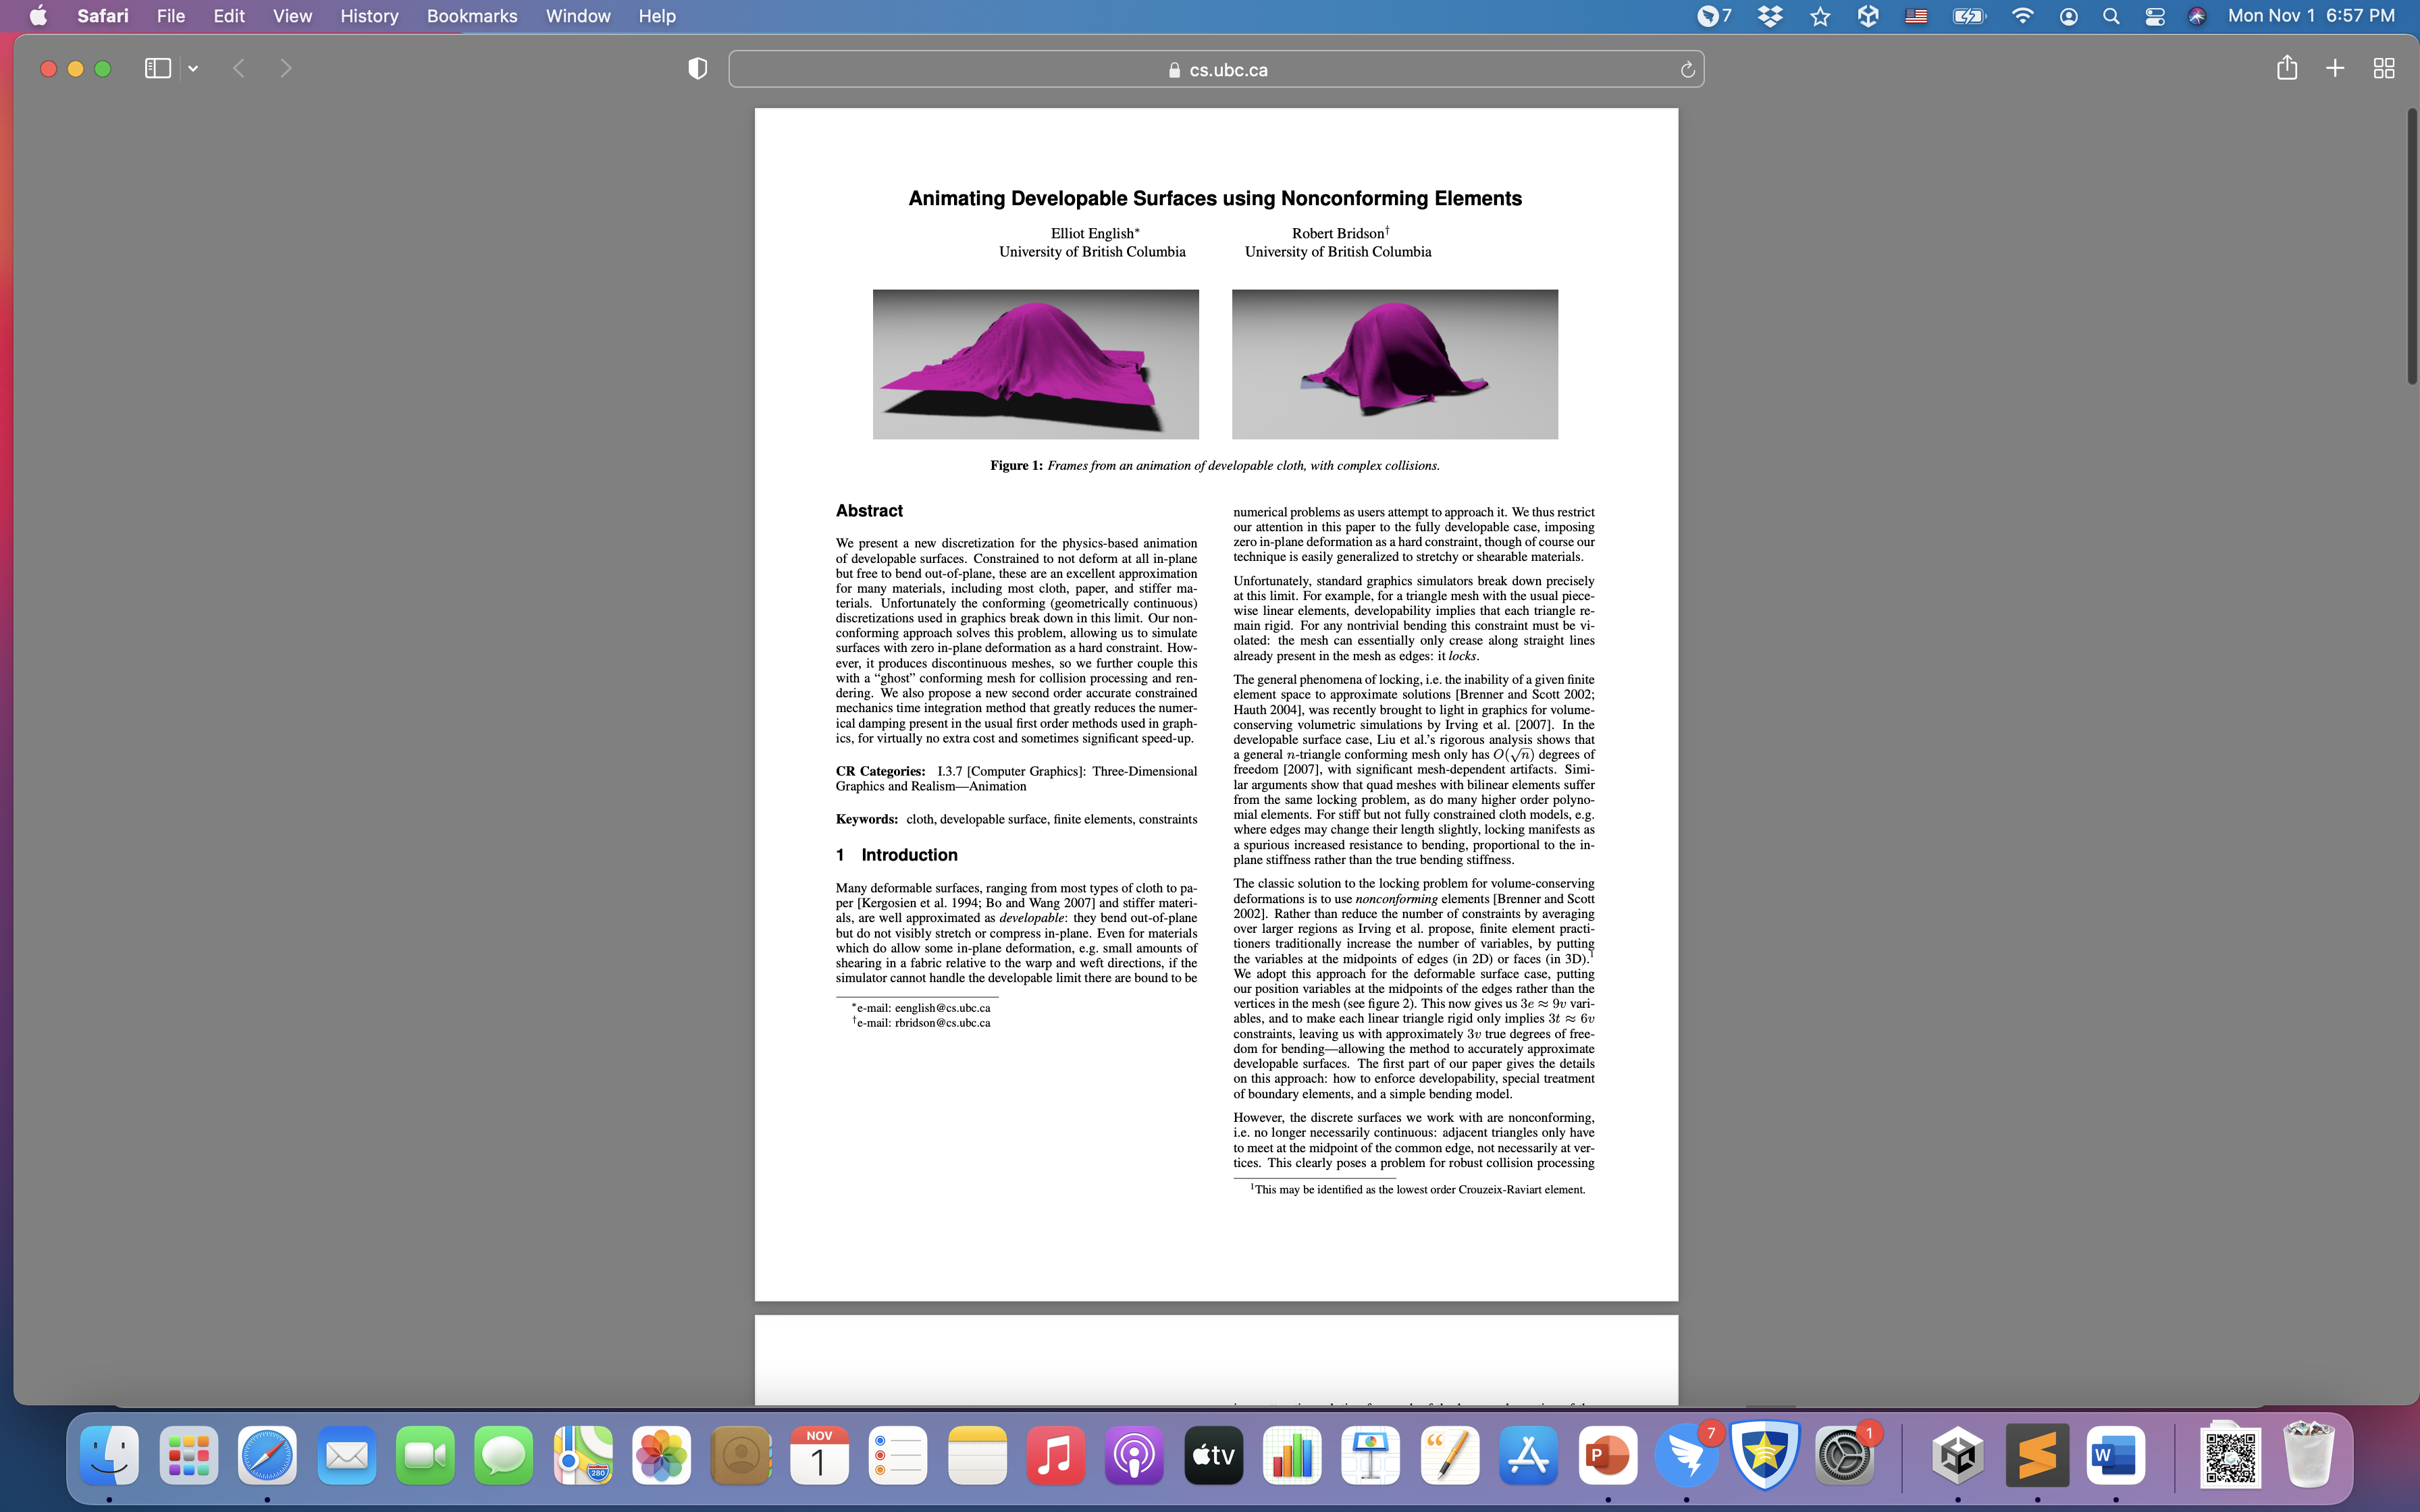 Safari File Edit View History Bookmarks Window Help 7 Mon Nov 1 6:57 PM
cs.ubc.ca
Animating Developable Surfaces using Nonconforming Elements
Elliot English* Robert Bridson†
University of British Columbia University of British Columbia
Figure 1: Frames from an animation of developable cloth, with complex collisions.
Abstract
We present a new discretization for the physics-based animation
of developable surfaces. Constrained to not deform at all in-plane
but free to bend out-of-plane, these are an excellent approximation
for many materials, including most cloth, paper, and stiffer ma-
terials. Unfortunately the conforming (geometrically continuous)
discretizations used in graphics break down in this limit. Our non-
conforming approach solves this problem, allowing us to simulate
surfaces with zero in-plane deformation as a hard constraint. How-
ever, it produces discontinuous meshes, so we further couple this
with a “ghost” conforming mesh for collision processing and ren-
dering. We also propose a new second order accurate constrained
mechanics time integration method that greatly reduces the numer-
ical damping present in the usual first order methods used in graph-
ics, for virtually no extra cost and sometimes significant speed-up.
CR Categories: I.3.7 [Computer Graphics]: Three-Dimensional
Graphics and Realism—Animation
Keywords: cloth, developable surface, finite elements, constraints
1 Introduction
Many deformable surfaces, ranging from most types of cloth to pa-
per [Kergosien et al. 1994; Bo and Wang 2007] and stiffer materi-
als, are well approximated as developable: they bend out-of-plane
but do not visibly stretch or compress in-plane. Even for materials
which do allow some in-plane deformation, e.g. small amounts of
shearing in a fabric relative to the warp and weft directions, if the
simulator cannot handle the developable limit there are bound to be
*e-mail: eenglish@cs.ubc.ca
†e-mail: rbridson@cs.ubc.ca
numerical problems as users attempt to approach it. We thus restrict
our attention in this paper to the fully developable case, imposing
zero in-plane deformation as a hard constraint, though of course our
technique is easily generalized to stretchy or shearable materials.
Unfortunately, standard graphics simulators break down precisely
at this limit. For example, for a triangle mesh with the usual piece-
wise linear elements, developability implies that each triangle re-
main rigid. For any nontrivial bending this constraint must be vi-
olated: the mesh can essentially only crease along straight lines
already present in the mesh as edges: it locks.
The general phenomena of locking, i.e. the inability of a given finite
element space to approximate solutions [Brenner and Scott 2002;
Hauth 2004], was recently brought to light in graphics for volume-
conserving volumetric simulations by Irving et al. [2007]. In the
developable surface case, Liu et al.’s rigorous analysis shows that
a general n-triangle conforming mesh only has O(√n) degrees of
freedom [2007], with significant mesh-dependent artifacts. Simi-
lar arguments show that quad meshes with bilinear elements suffer
from the same locking problem, as do many higher order polyno-
mial elements. For stiff but not fully constrained cloth models, e.g.
where edges may change their length slightly, locking manifests as
a spurious increased resistance to bending, proportional to the in-
plane stiffness rather than the true bending stiffness.
The classic solution to the locking problem for volume-conserving
deformations is to use nonconforming elements [Brenner and Scott
2002]. Rather than reduce the number of constraints by averaging
over larger regions as Irving et al. propose, finite element practi-
tioners traditionally increase the number of variables, by putting
the variables at the midpoints of edges (in 2D) or faces (in 3D).¹
We adopt this approach for the deformable surface case, putting
our position variables at the midpoints of the edges rather than the
vertices in the mesh (see figure 2). This now gives us 3e ≈ 9v vari-
ables, and to make each linear triangle rigid only implies 3t ≈ 6v
constraints, leaving us with approximately 3v true degrees of free-
dom for bending—allowing the method to accurately approximate
developable surfaces. The first part of our paper gives the details
on this approach: how to enforce developability, special treatment
of boundary elements, and a simple bending model.
However, the discrete surfaces we work with are nonconforming,
i.e. no longer necessarily continuous: adjacent triangles only have
to meet at the midpoint of the common edge, not necessarily at ver-
tices. This clearly poses a problem for robust collision processing
¹This may be identified as the lowest order Crouzeix-Raviart element.
280
NOV
1
tv
P
7
1
W